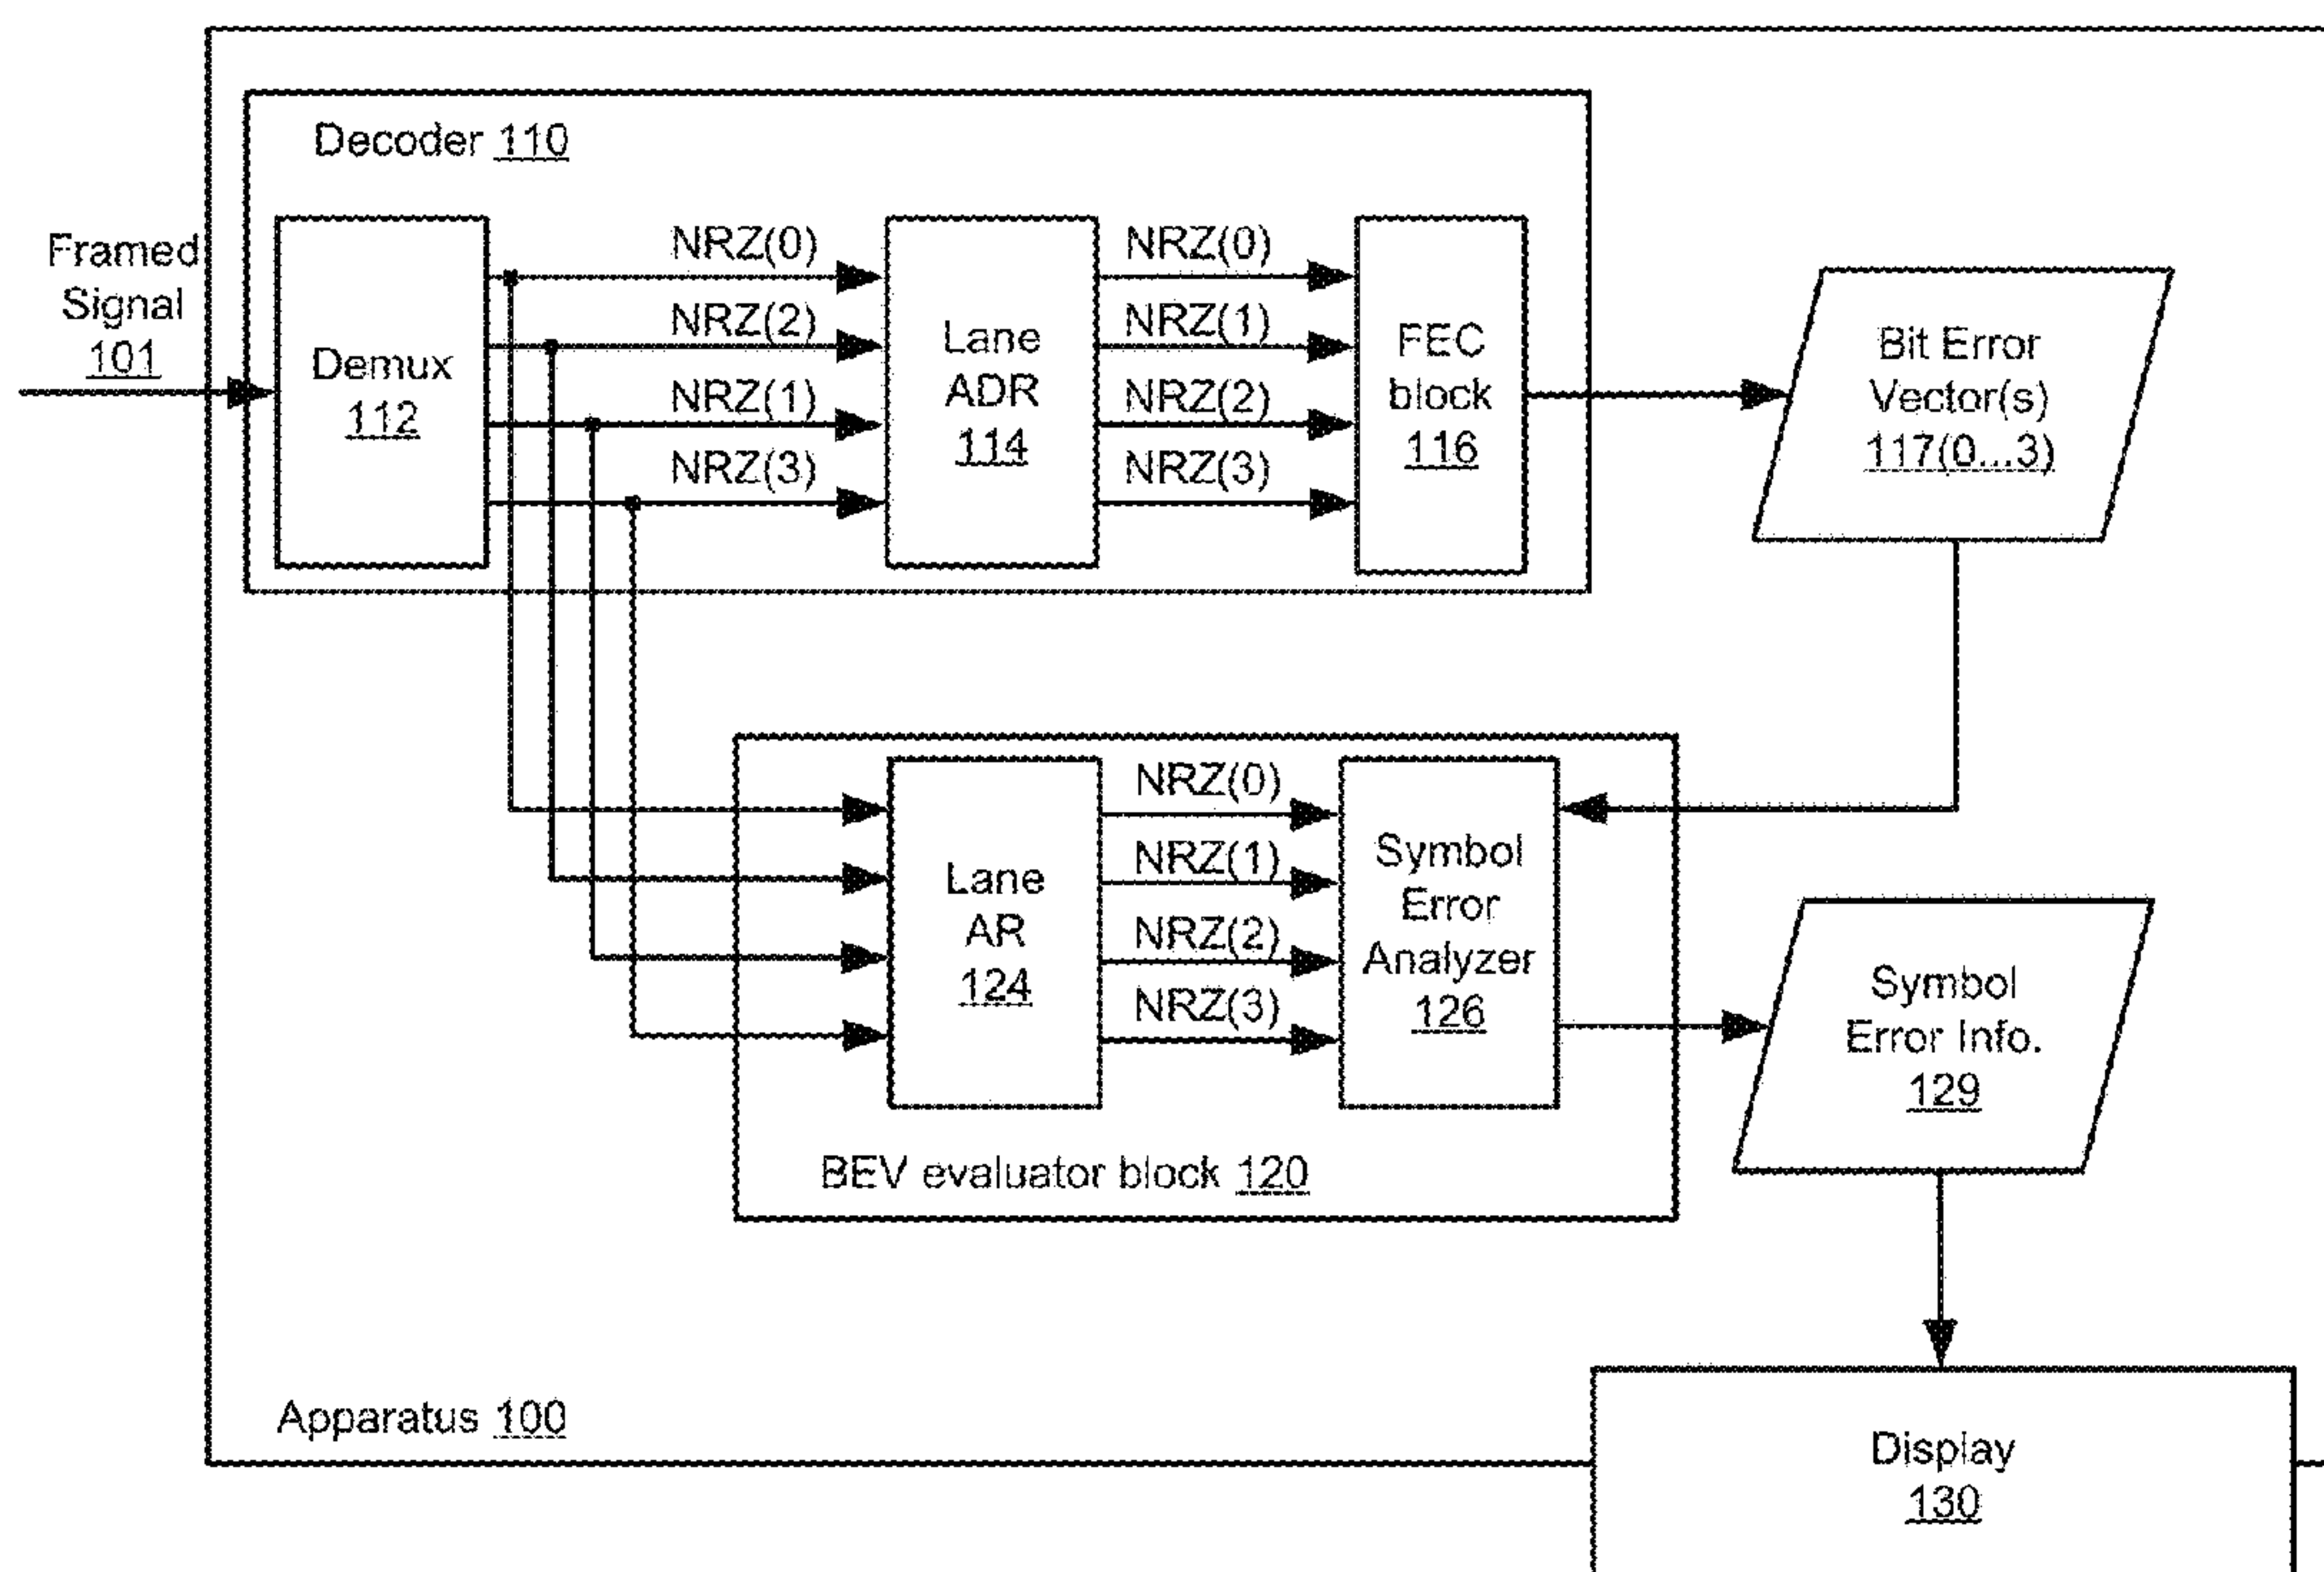 Decoder 110
Framed
Signal
101
Demux
112
NRZ(0)
NRZ(2)
NRZ(1)
NRZ(3)
Lane
ADR
114
NRZ(0)
NRZ(1)
NRZ(2)
NRZ(3)
FEC
block
116
Bit Error
Vector(s)
117(0...3)
Lane
AR
124
NRZ(0)
NRZ(1)
NRZ(2)
NRZ(3)
Symbol
Error
Analyzer
126
BEV evaluator block 120
Symbol
Error Info.
129
Apparatus 100
Display
130